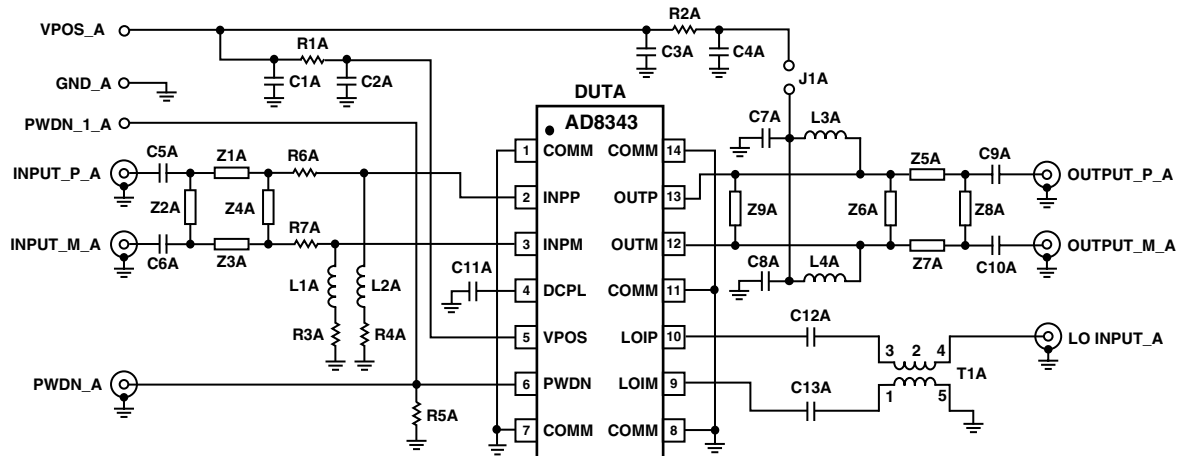 VPOS_A
R2A
R1A
C3A
C4A
C1A
C2A
GND_A
J1A
DUTA
PWDN_1_A
AD8343
C7A
L3A
INPUT_P_A
C5A
Z1A
R6A
1 COMM
COMM 14
Z5A
C9A
OUTPUT_P_A
2 INPP
OUTP 13
Z2A
Z4A
Z9A
Z6A
Z8A
INPUT_M_A
C6A
Z3A
R7A
3 INPM
OUTM 12
Z7A
C10A
OUTPUT_M_A
C8A
L4A
L1A
L2A
C11A
4 DCPL
COMM 11
R3A
R4A
5 VPOS
LOIP 10
C12A
3 2 4
LO INPUT_A
T1A
PWDN_A
6 PWDN
LOIM 9
C13A
1 5
R5A
7 COMM
COMM 8